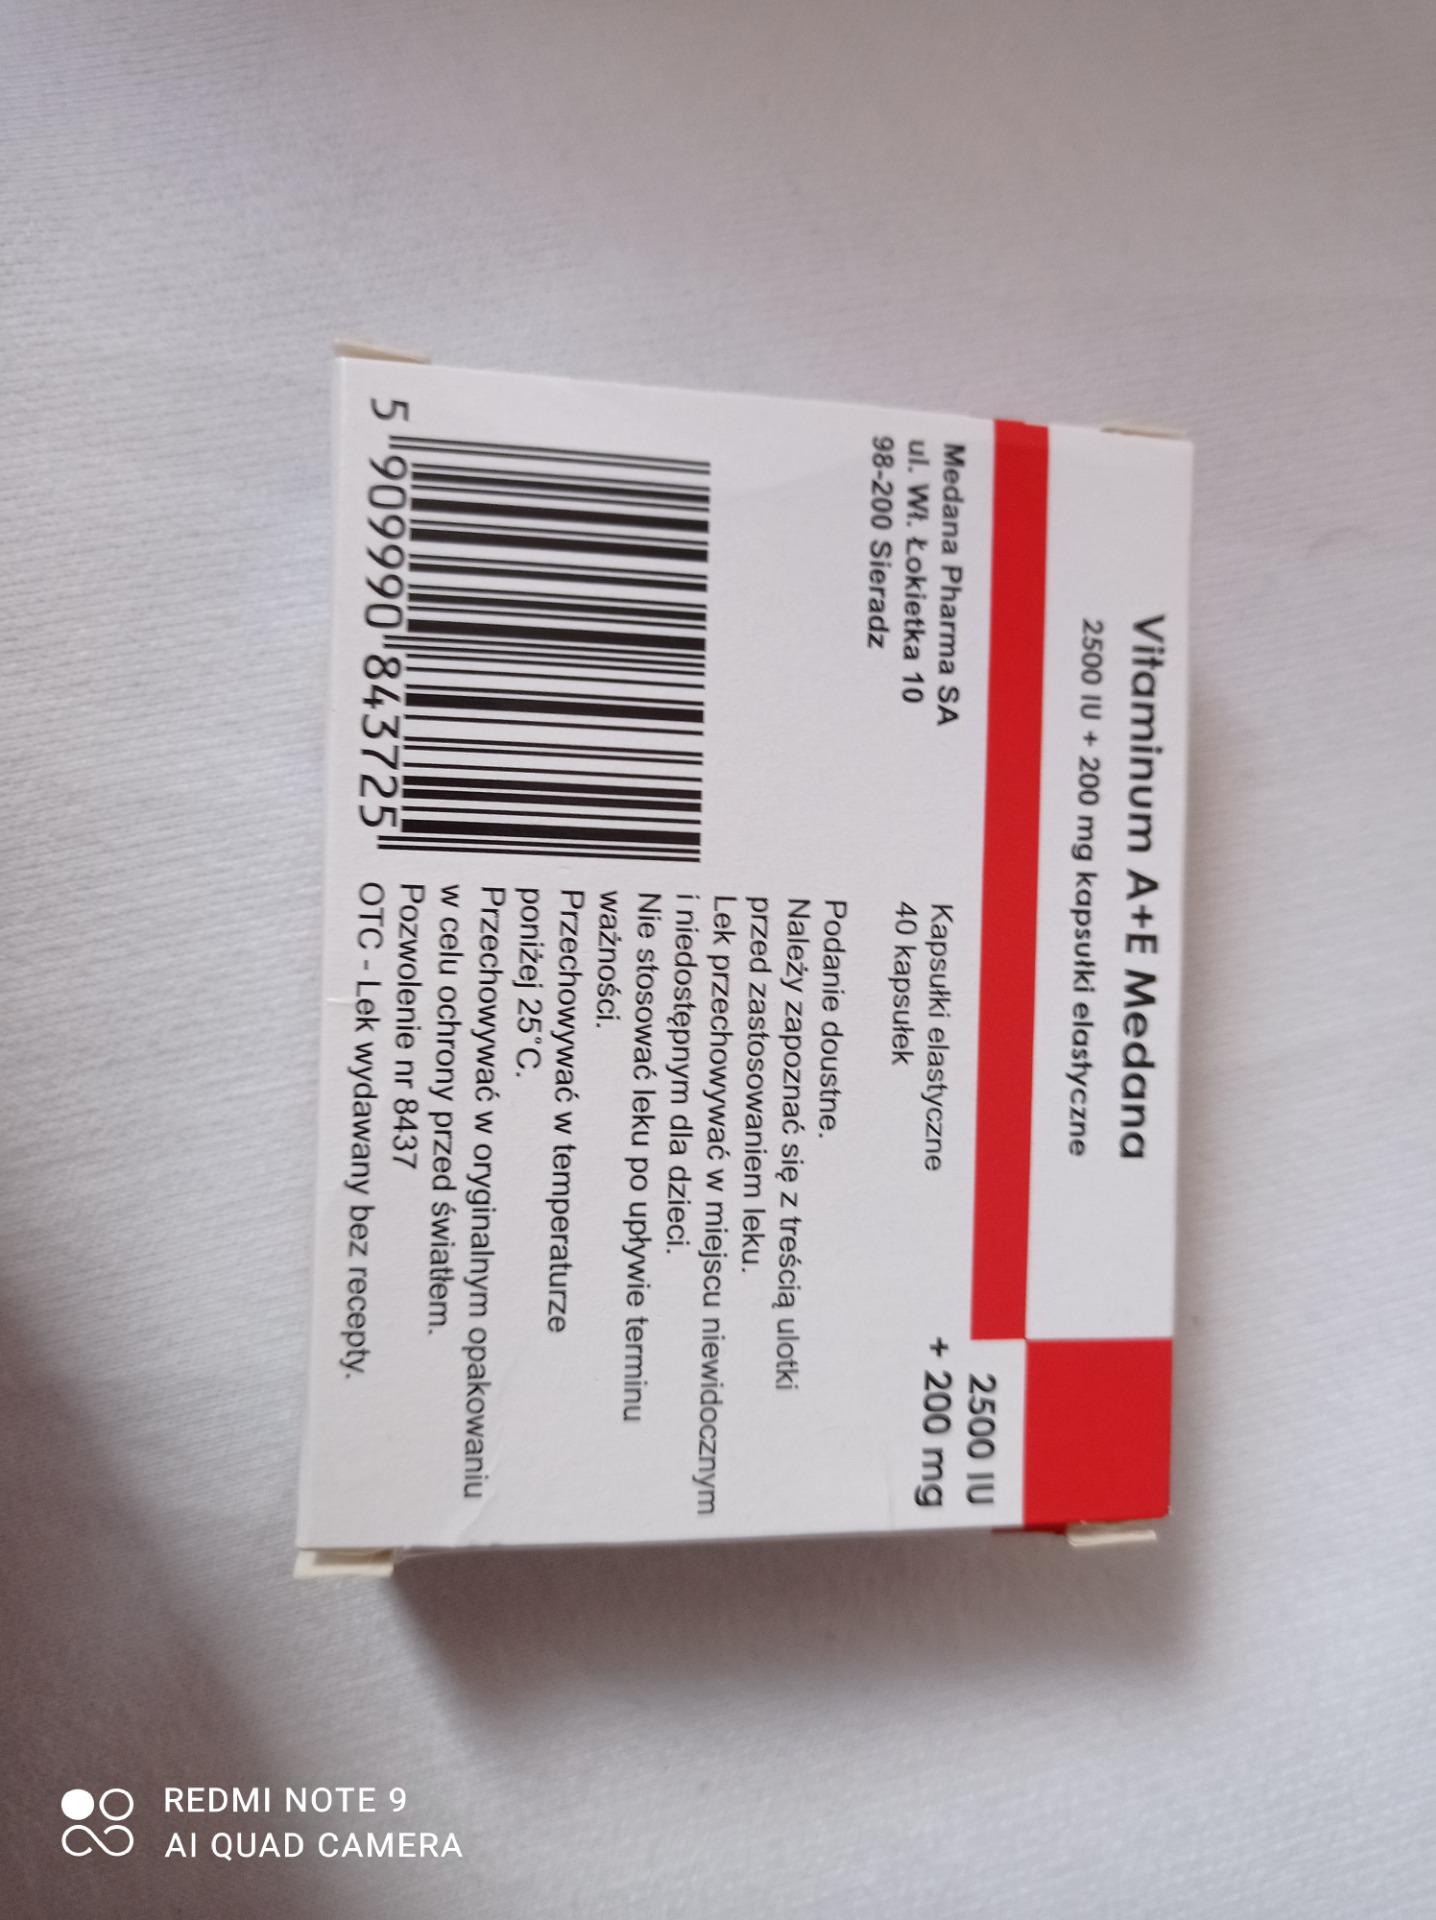 Vitaminum A+E Medana
2500 IU + 200 mg kapsułki elastyczne
2500 IU
+ 200 mg
Medana Pharma SA
ul. Wł. Łokietka 10
98-200 Sieradz
Kapsułki elastyczne
40 kapsułek
Podanie doustne.
Należy zapoznać się z treścią ulotki
przed zastosowaniem leku.
Lek przechowywać w miejscu niewidocznym
i niedostępnym dla dzieci.
Nie stosować leku po upływie terminu
ważności.
Przechowywać w temperaturze
poniżej 25°C.
Przechowywać w oryginalnym opakowaniu
w celu ochrony przed światłem.
Pozwolenie nr 8437
OTC - Lek wydawany bez recepty.
5 909990 843725
REDMI NOTE 9
AI QUAD CAMERA